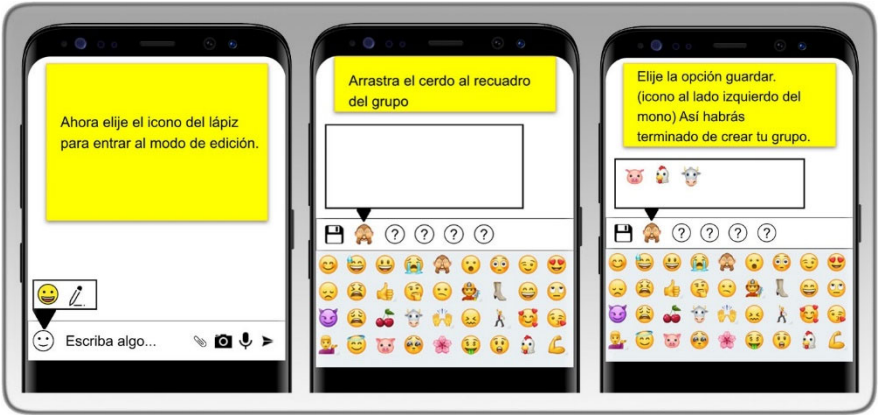 Ahora elije el icono del lápiz
para entrar al modo de edición.
Escriba algo...
Arrastra el cerdo al recuadro
del grupo
? ? ? ?
Elije la opción guardar.
(icono al lado izquierdo del
mono) Así habrás
terminado de crear tu grupo.
? ? ? ?